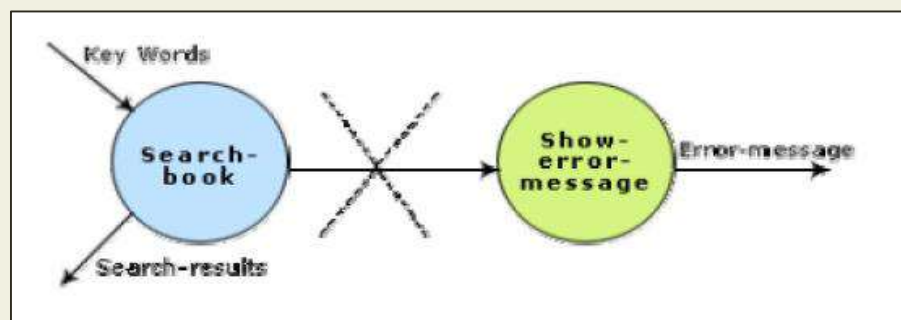 Key Words
Search-
book
Show-
error-
message
Error-message
Search-results